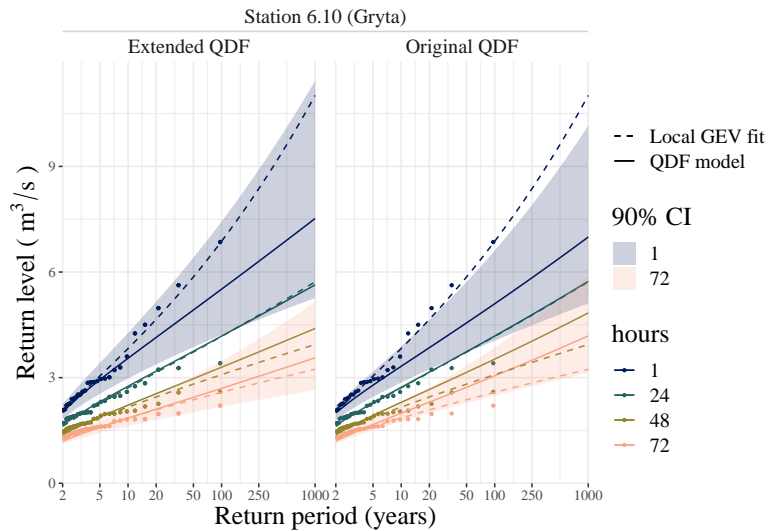 Station 6.10 (Gryta)
Extended QDF
Original QDF
Return level ( m³/s )
9
6
3
0
2 5 10 20 50 100 250 1000
2 5 10 20 50 100 250 1000
Return period (years)
Local GEV fit
QDF model
90% CI
1
72
hours
1
24
48
72